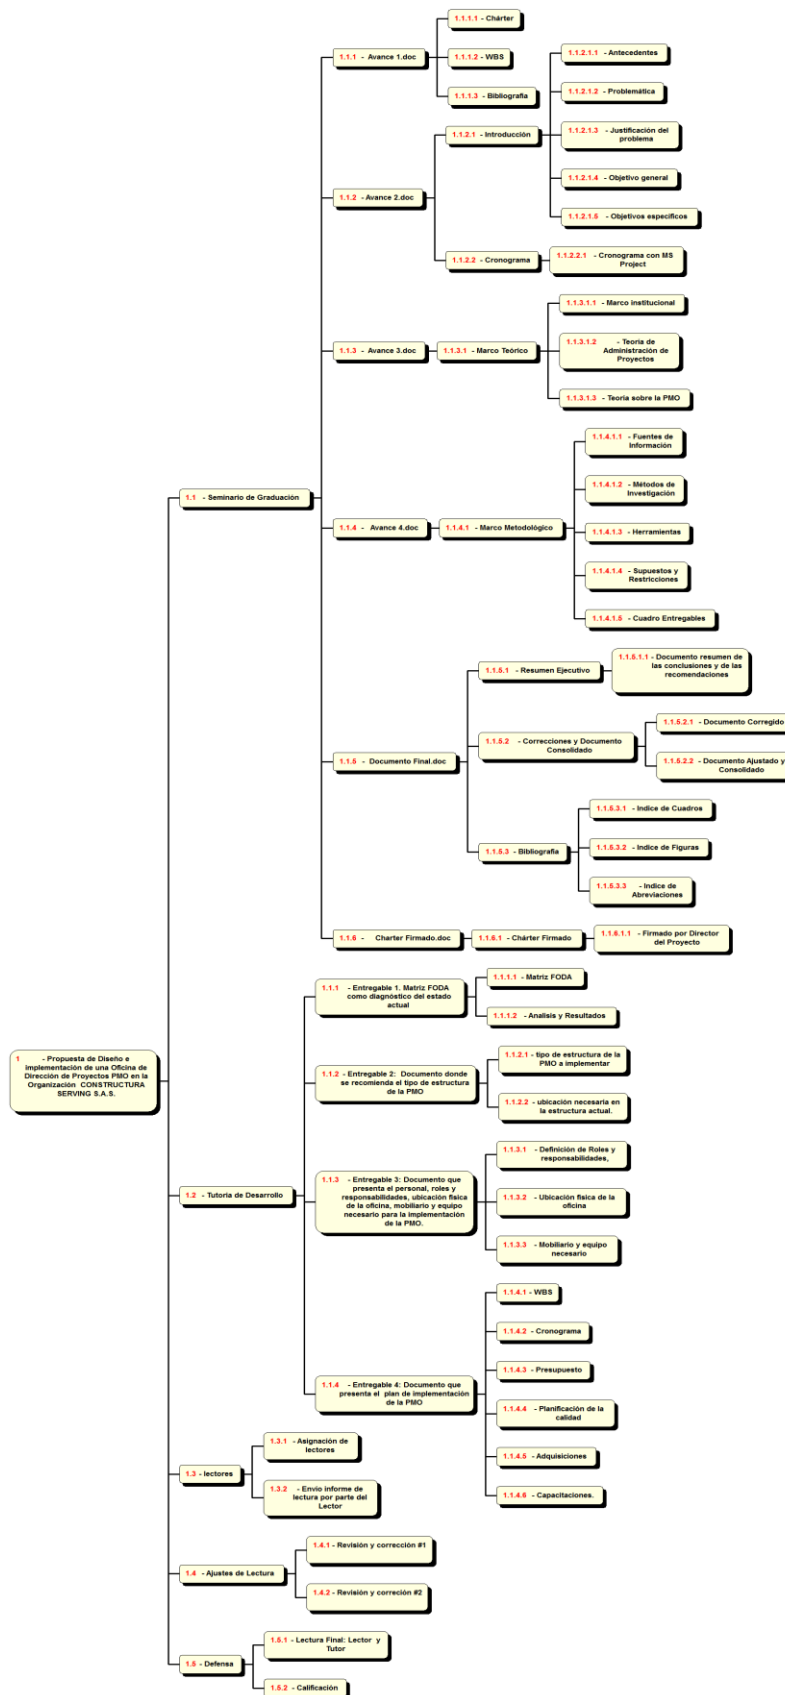 1.1.1.1 - Chárter
1.1.1 - Avance 1.doc
1.1.1.2 - WBS
1.1.1.3 - Bibliografía
1.1.2.1.1 - Antecedentes
1.1.2.1.2 - Problemática
1.1.2.1 - Introducción
1.1.2.1.3 - Justificación del
problema
1.1.2.1.4 - Objetivo general
1.1.2 - Avance 2.doc
1.1.2.1.5 - Objetivos específicos
1.1.2.2 - Cronograma
1.1.2.2.1 - Cronograma con MS
Project
1.1.3.1.1 - Marco institucional
1.1.3 - Avance 3.doc
1.1.3.1 - Marco Teórico
1.1.3.1.2 - Teoría de
Administración de
Proyectos
1.1.3.1.3 - Teoría sobre la PMO
1.1 - Seminario de Graduación
1.1.4.1.1 - Fuentes de
Información
1.1.4.1.2 - Métodos de
Investigación
1.1.4 - Avance 4.doc
1.1.4.1 - Marco Metodológico
1.1.4.1.3 - Herramientas
1.1.4.1.4 - Supuestos y
Restricciones
1.1.4.1.5 - Cuadro Entregables
1.1.5.1 - Resumen Ejecutivo
1.1.5.1.1 - Documento resumen de
las conclusiones y de las
recomendaciones
1.1.5 - Documento Final.doc
1.1.5.2 - Correcciones y Documento
Consolidado
1.1.5.2.1 - Documento Corregido
1.1.5.2.2 - Documento Ajustado y
Consolidado
1.1.5.3 - Bibliografía
1.1.5.3.1 - Indice de Cuadros
1.1.5.3.2 - Indice de Figuras
1.1.5.3.3 - Indice de
Abreviaciones
1.1.6 - Charter Firmado.doc
1.1.6.1 - Chárter Firmado
1.1.6.1.1 - Firmado por Director
del Proyecto
1 - Propuesta de Diseño e
implementación de una Oficina de
Dirección de Proyectos PMO en la
Organización CONSTRUCTURA
SERVING S.A.S.
1.2 - Tutoría de Desarrollo
1.1.1 - Entregable 1. Matriz FODA
como diagnóstico del estado
actual
1.1.1.1 - Matriz FODA
1.1.1.2 - Analisis y Resultados
1.1.2 - Entregable 2: Documento donde
se recomienda el tipo de estructura
de la PMO
1.1.2.1 - tipo de estructura de la
PMO a implementar
1.1.2.2 - ubicación necesaria en
la estructura actual.
1.1.3 - Entregable 3: Documento que
presenta el personal, roles y
responsabilidades, ubicación física
de la oficina, mobiliario y equipo
necesario para la implementación
de la PMO.
1.1.3.1 - Definición de Roles y
responsabilidades,
1.1.3.2 - Ubicación física de la
oficina
1.1.3.3 - Mobiliario y equipo
necesario
1.1.4 - Entregable 4: Documento que
presenta el plan de implementación
de la PMO
1.1.4.1 - WBS
1.1.4.2 - Cronograma
1.1.4.3 - Presupuesto
1.1.4.4 - Planificación de la
calidad
1.1.4.5 - Adquisiciones
1.1.4.6 - Capacitaciones.
1.3 - lectores
1.3.1 - Asignación de
lectores
1.3.2 - Envío informe de
lectura por parte del
Lector
1.4 - Ajustes de Lectura
1.4.1 - Revisión y corrección #1
1.4.2 - Revisión y correción #2
1.5 - Defensa
1.5.1 - Lectura Final: Lector y
Tutor
1.5.2 - Calificación